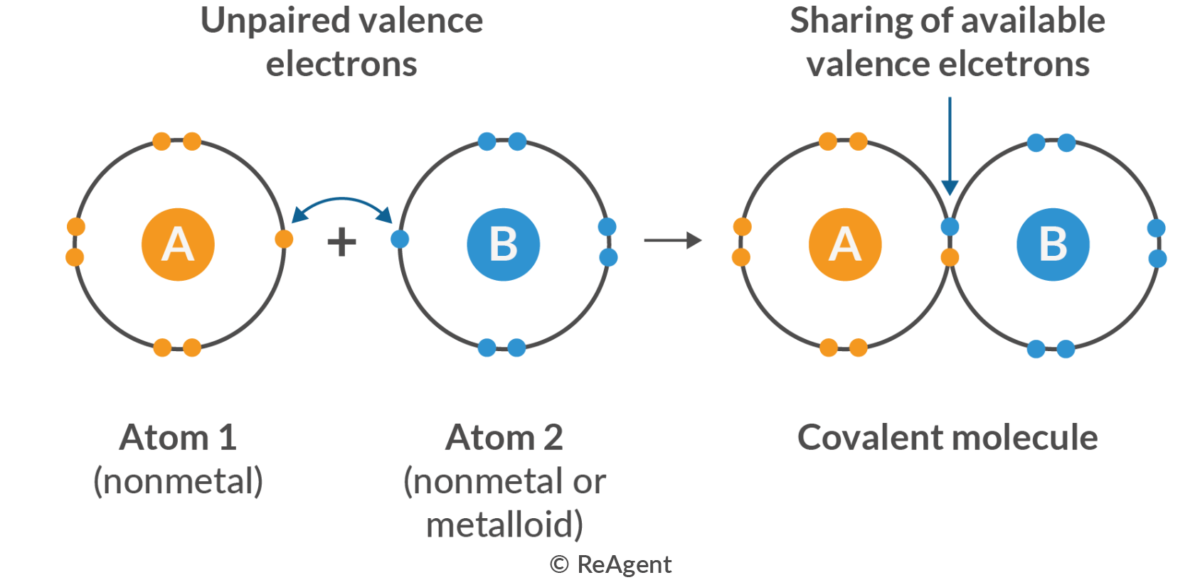 Unpaired valence
electrons
Sharing of available
valence elcetrons
A
+
B
A
B
Atom 1
(nonmetal)
Atom 2
(nonmetal or
metalloid)
Covalent molecule
© ReAgent